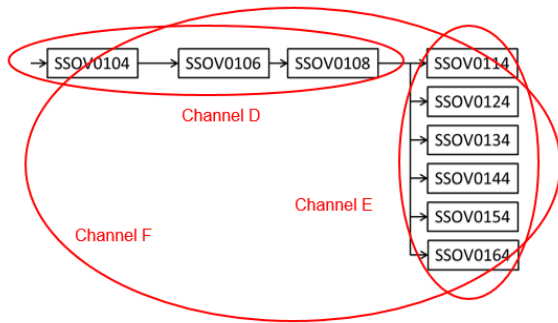 SSOV0104 SSOV0106 SSOV0108 SSOV0114
SSOV0124
Channel D
SSOV0134
SSOV0144
Channel E
SSOV0154
Channel F
SSOV0164